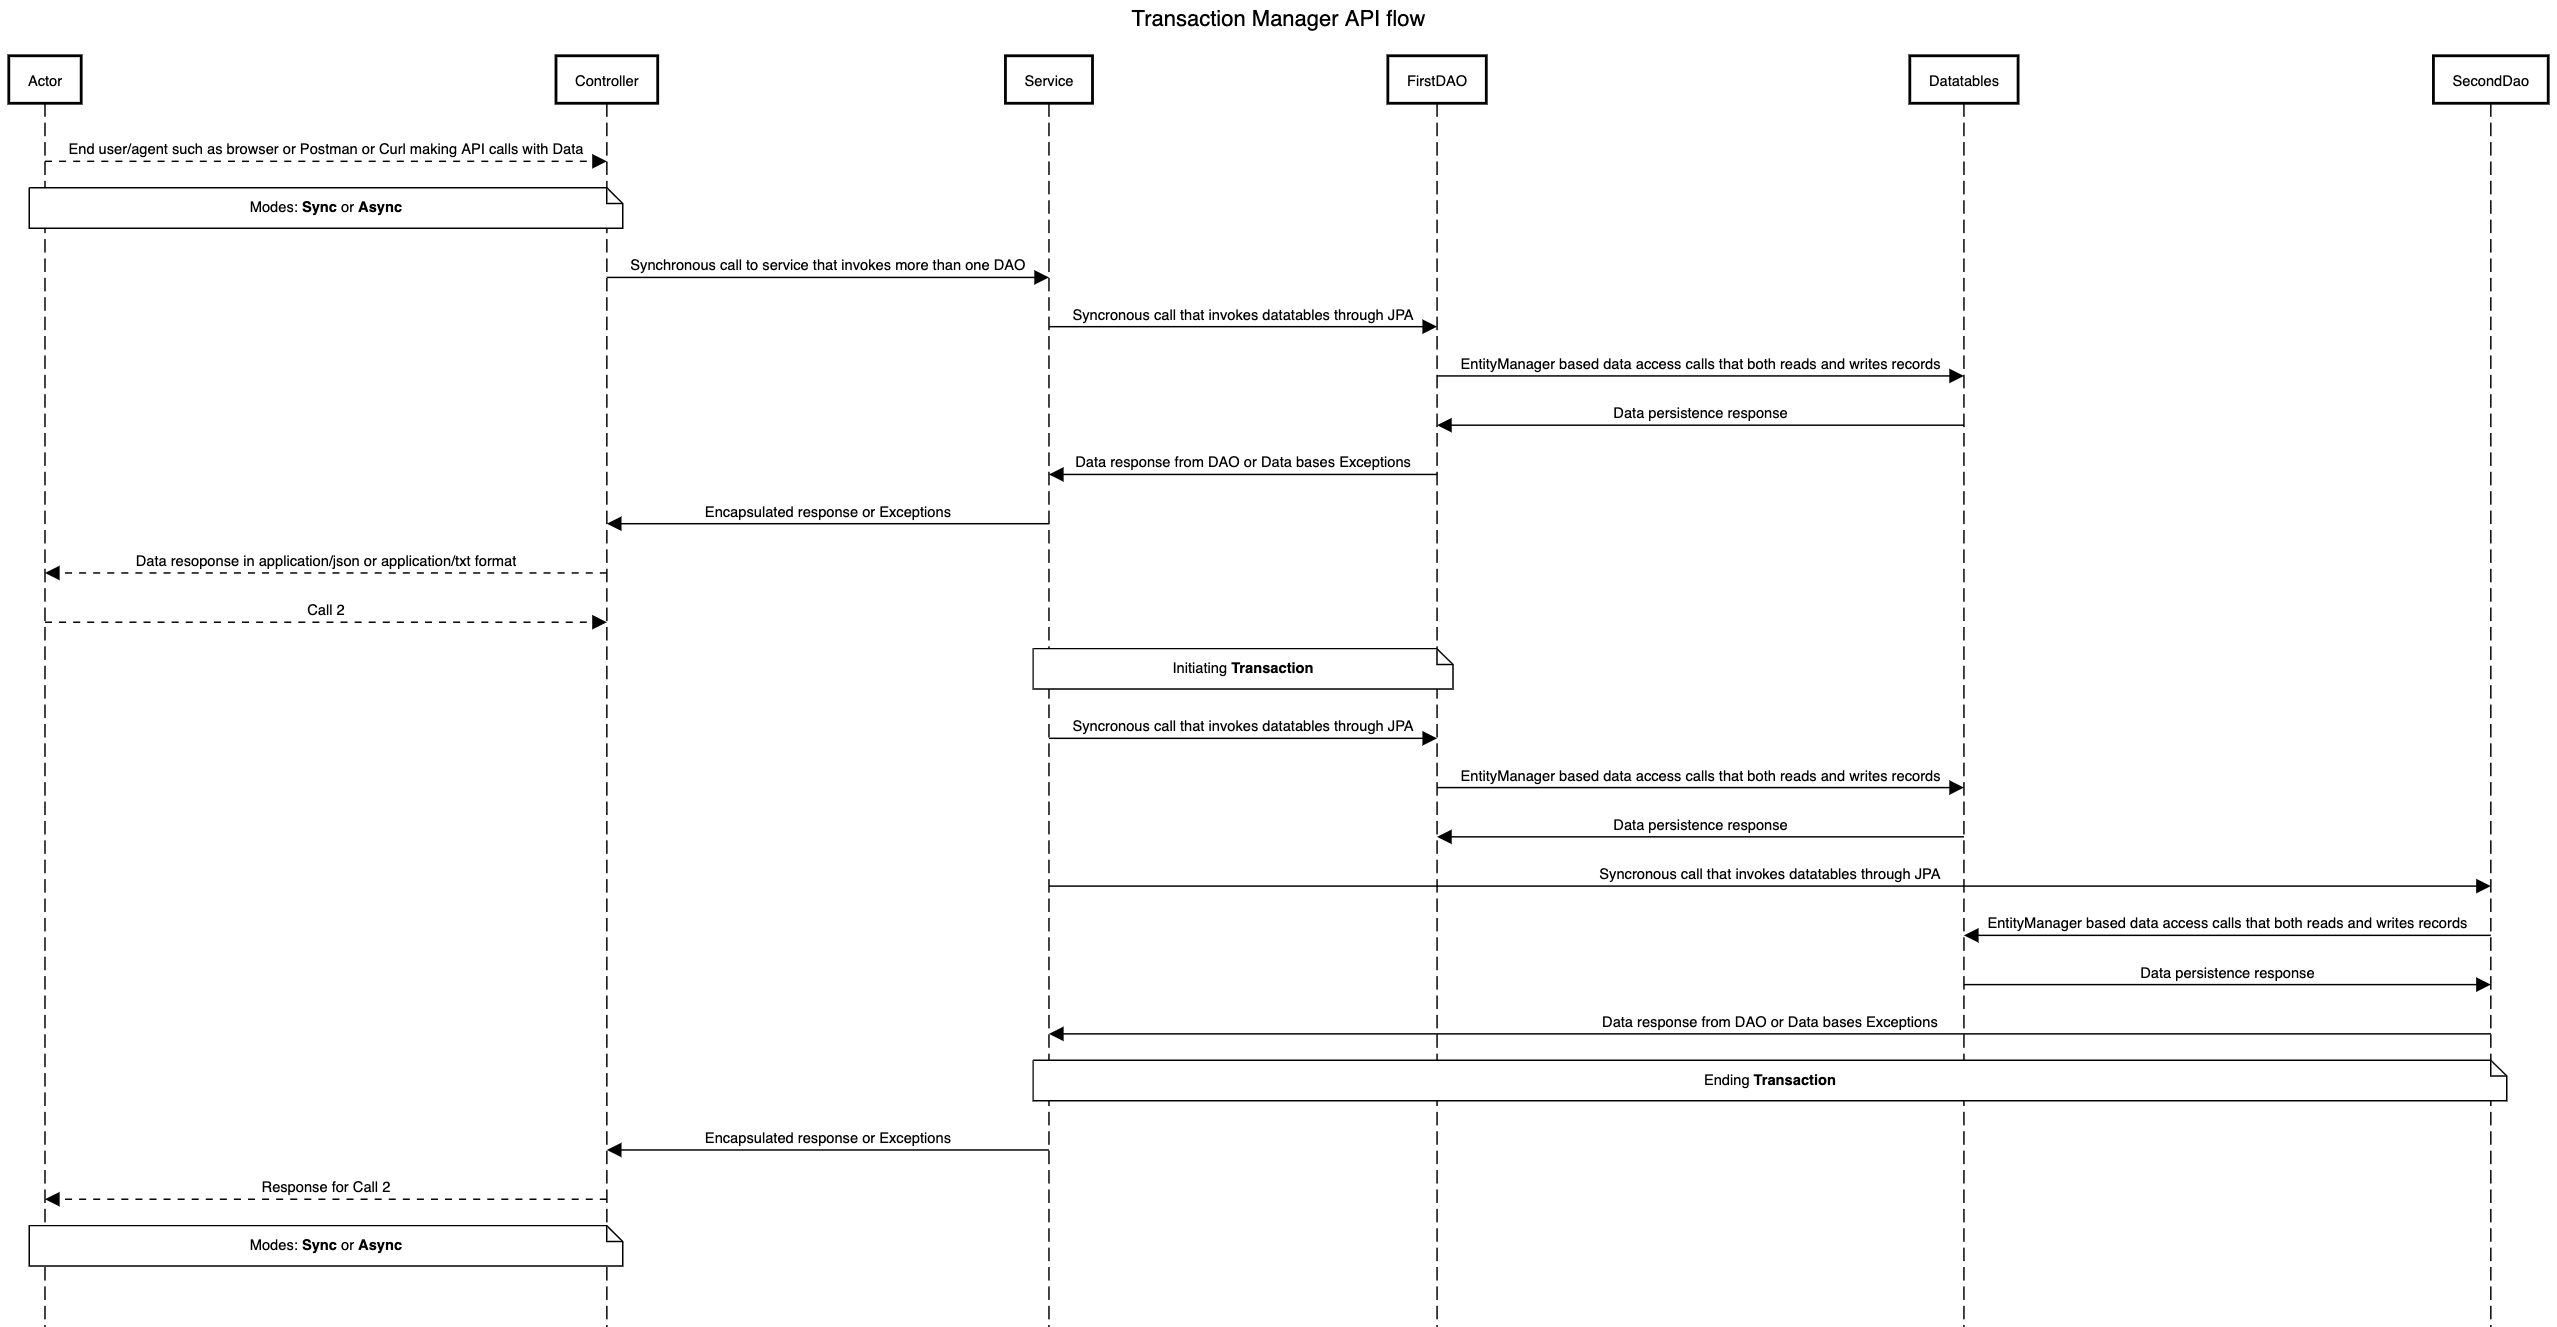 Transaction Manager API flow
Actor
Controller
Service
FirstDAO
Datatables
SecondDao
End user/agent such as browser or Postman or Curl making API calls with Data
Modes: Sync or Async
Synchronous call to service that invokes more than one DAO
Syncronous call that invokes datatables through JPA
EntityManager based data access calls that both reads and writes records
Data persistence response
Data response from DAO or Data bases Exceptions
Encapsulated response or Exceptions
Data resoponse in application/json or application/txt format
Call 2
Initiating Transaction
Syncronous call that invokes datatables through JPA
EntityManager based data access calls that both reads and writes records
Data persistence response
Syncronous call that invokes datatables through JPA
EntityManager based data access calls that both reads and writes records
Data persistence response
Data response from DAO or Data bases Exceptions
Ending Transaction
Encapsulated response or Exceptions
Response for Call 2
Modes: Sync or Async